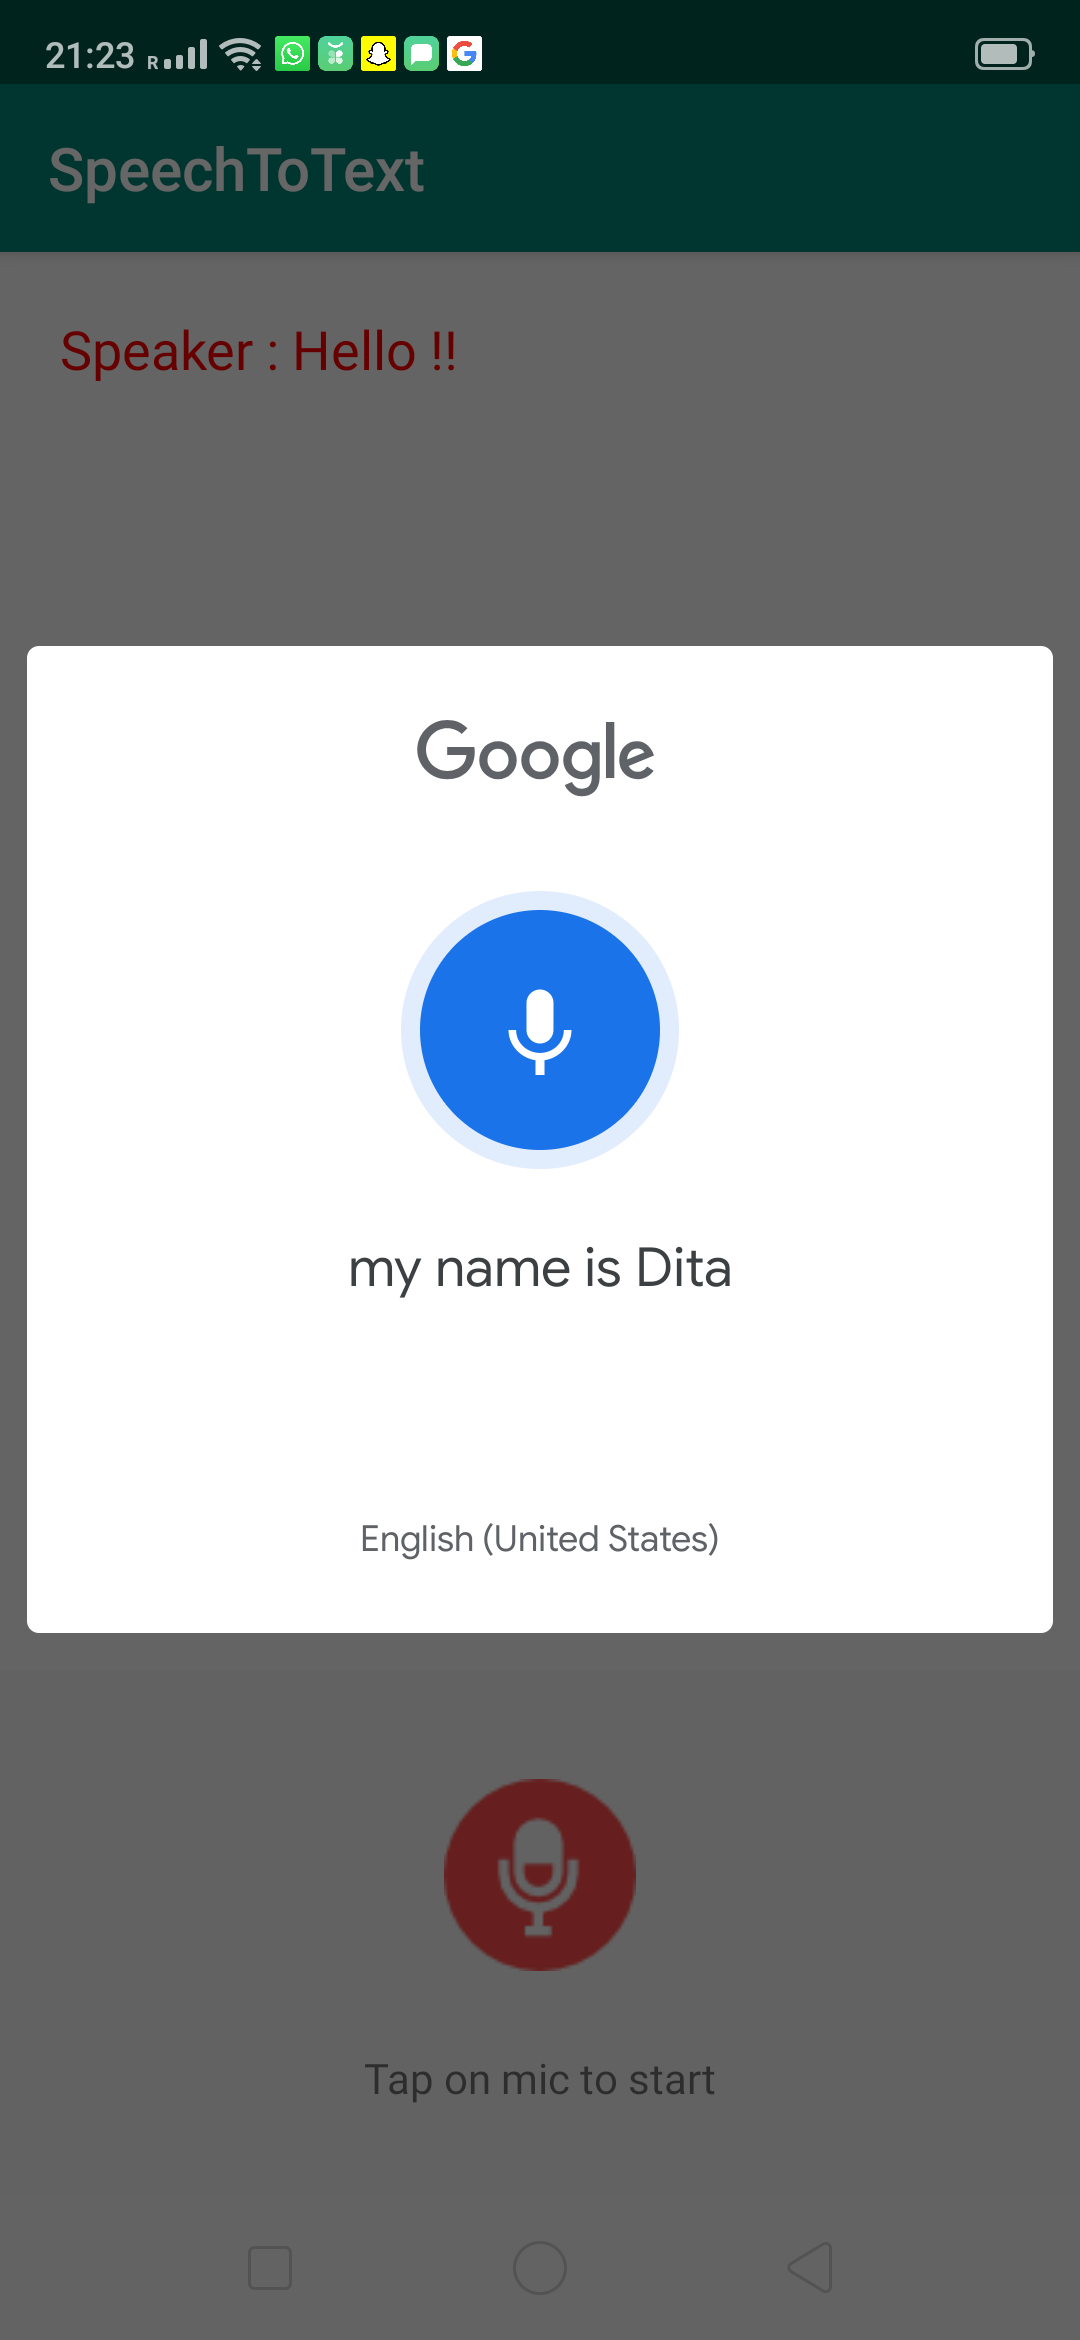 21:23 R
SpeechToText
Speaker : Hello !!
Google
my name is Dita
English (United States)
Tap on mic to start